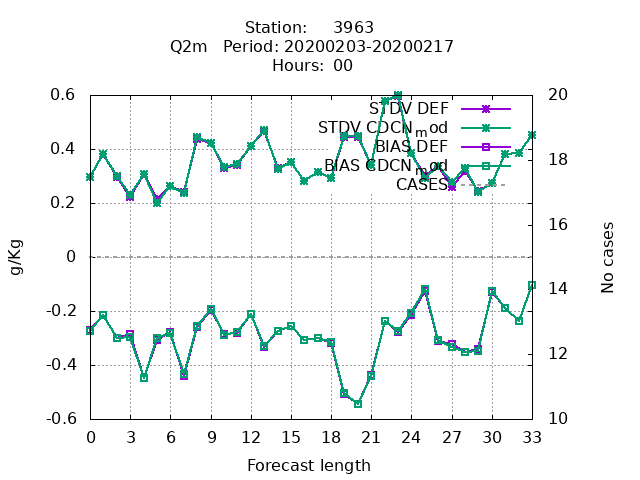 Station: 3963
Q2m Period: 20200203-20200217
Hours: 00
STDV DEF
STDV CDCN_mod
BIAS DEF
BIAS CDCN_mod
CASES
0.6
0.4
0.2
0
-0.2
-0.4
-0.6
g/Kg
20
18
16
14
12
10
No cases
0 3 6 9 12 15 18 21 24 27 30 33
Forecast length